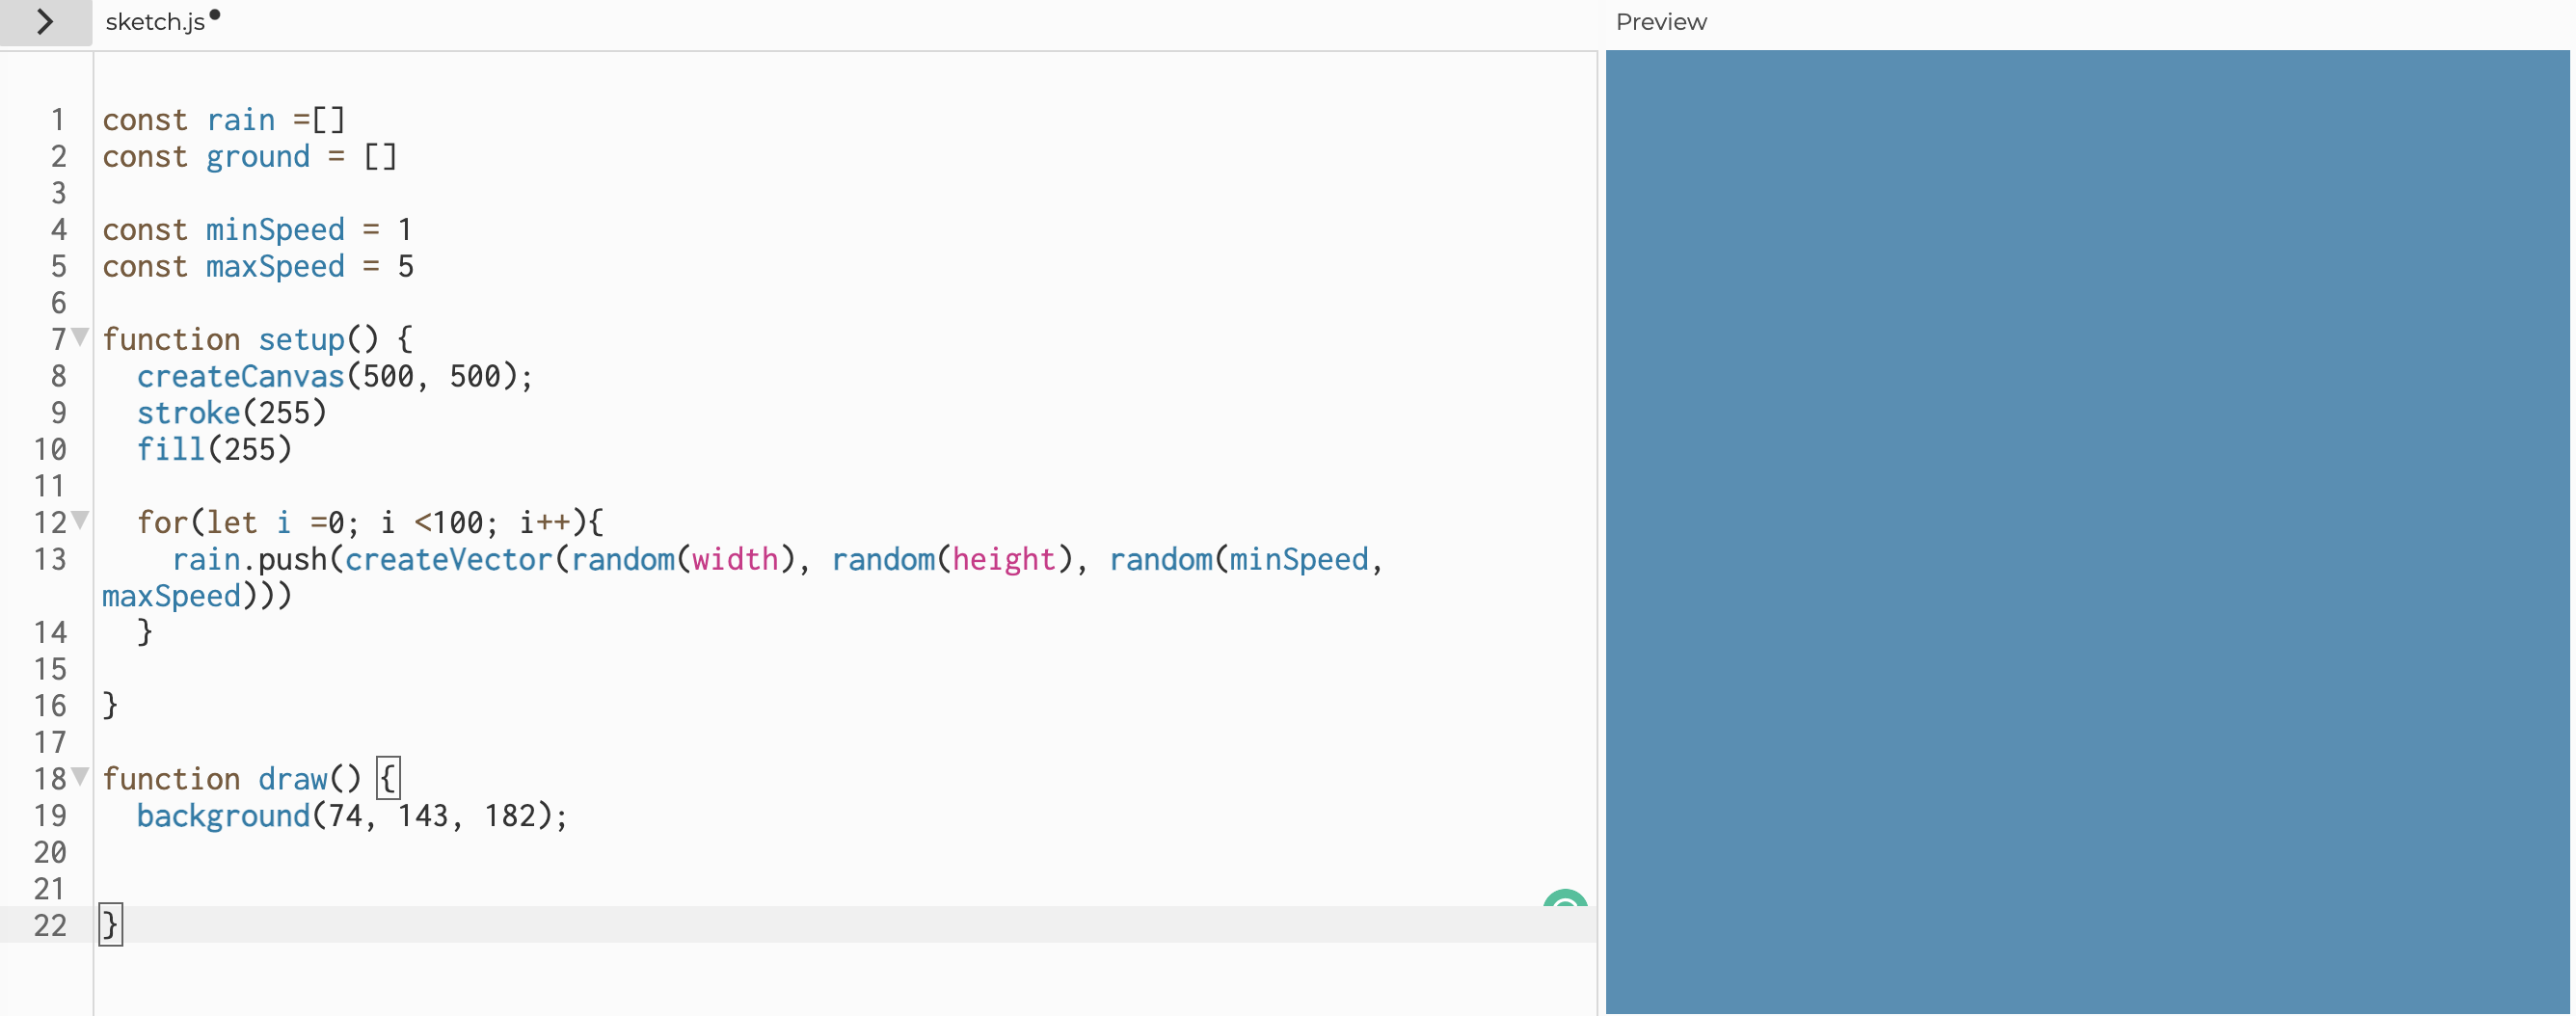 sketch.js
Preview
1 const rain =[]
2 const ground = []
3
4 const minSpeed = 1
5 const maxSpeed = 5
6
7 function setup() {
8   createCanvas(500, 500);
9   stroke(255)
10   fill(255)
11
12   for(let i =0; i <100; i++){
13     rain.push(createVector(random(width), random(height), random(minSpeed,
maxSpeed)))
14   }
15
16 }
17
18 function draw() {
19   background(74, 143, 182);
20
21
22 }